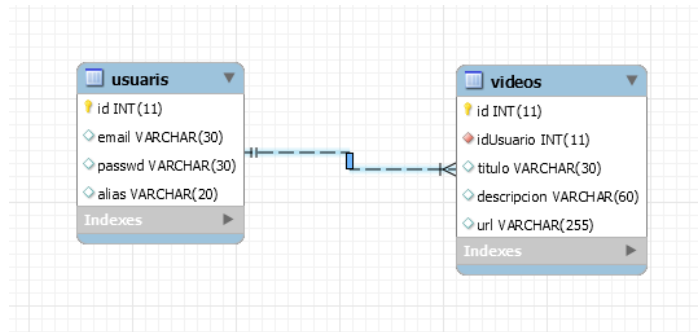 usuaris
id INT(11)
email VARCHAR(30)
passwd VARCHAR(30)
alias VARCHAR(20)
Indexes
videos
id INT(11)
idUsuario INT(11)
titulo VARCHAR(30)
descripcion VARCHAR(60)
url VARCHAR(255)
Indexes